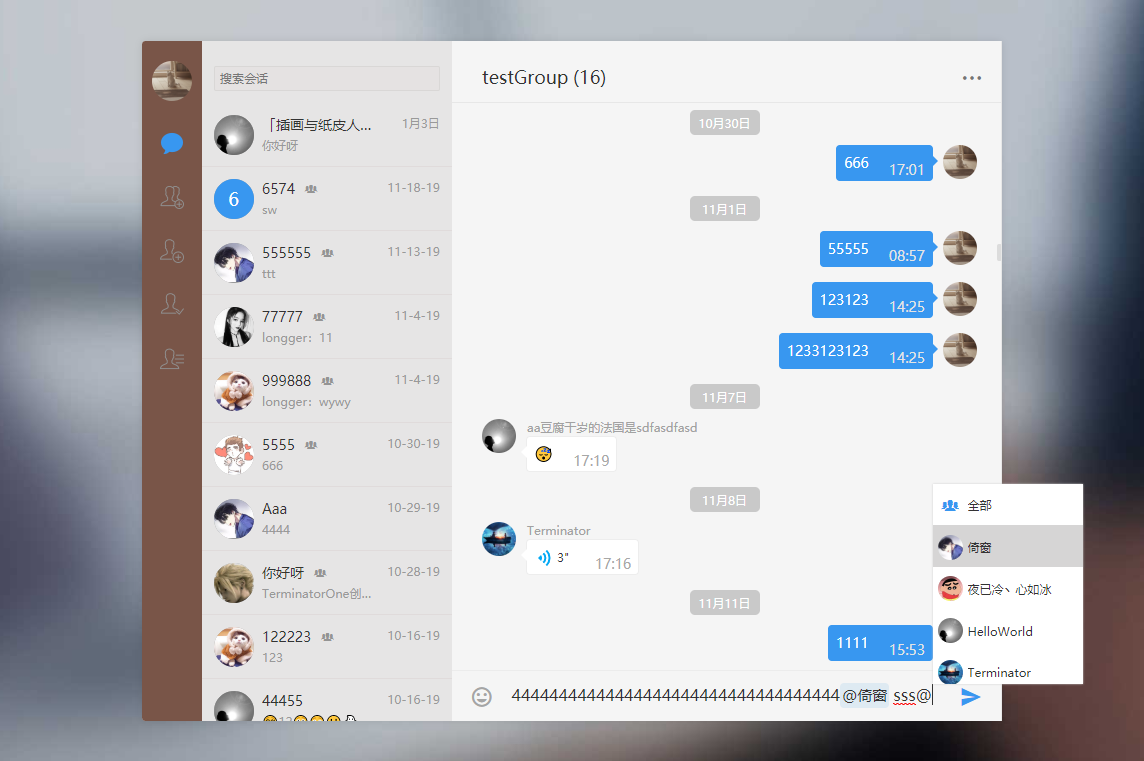 搜索会话
「插画与纸皮人... 1月3日
你好呀
6 6574 11-18-19
sw
555555 11-13-19
ttt
77777 11-4-19
longger: 11
999888 11-4-19
longger: wywy
5555 10-30-19
666
Aaa 10-29-19
4444
你好呀 10-28-19
TerminatorOne创...
122223 10-16-19
123
44455 10-16-19
testGroup (16)
10月30日
666 17:01
11月1日
55555 08:57
123123 14:25
1233123123 14:25
11月7日
aa豆腐干岁的法国是sdfasdfasd
😴 17:19
11月8日
Terminator
3" 17:16
11月11日
1111 15:53
44444444444444444444444444444444444@倚窗 sss@
全部
倚窗
夜已冷丶心如冰
HelloWorld
Terminator